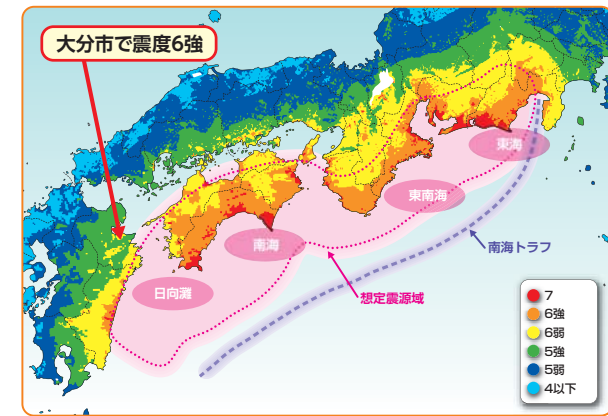 大分市で震度6強
東海
東南海
南海
南海トラフ
日向灘
想定震源域
7
6強
6弱
5強
5弱
4以下